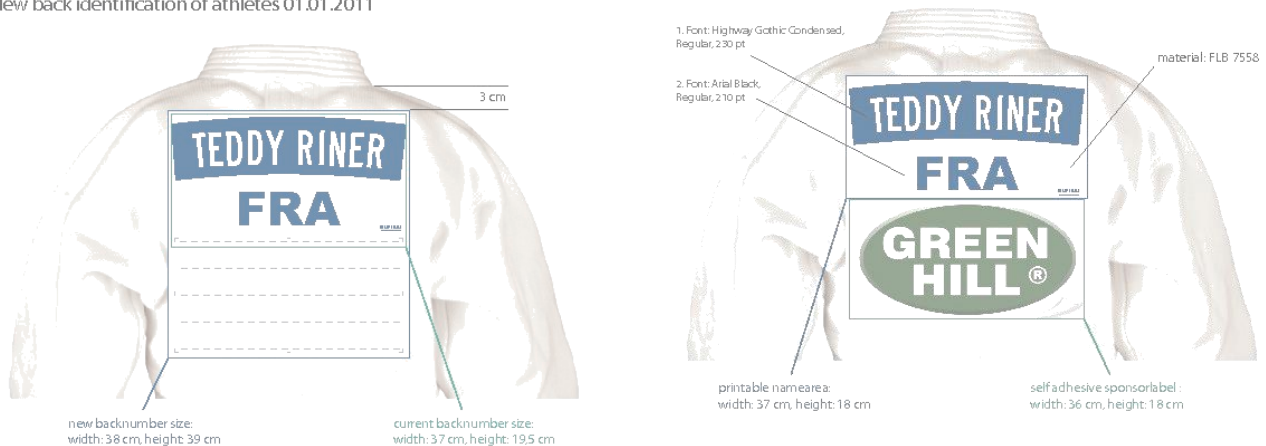 new back identification of athletes 01.01.2011
3 cm
TEDDY RINER
FRA
new backnumber size:
width: 38 cm, height: 39 cm
current backnumber size:
width: 37 cm, height: 19,5 cm
1. Font: Highway Gothic Condensed,
Regular, 230 pt
2. Font: Arial Black,
Regular, 210 pt
material: FLB 7558
TEDDY RINER
FRA
GREEN
HILL ®
printable namearea:
width: 37 cm, height: 18 cm
self adhesive sponsorlabel :
width: 36 cm, height: 18 cm